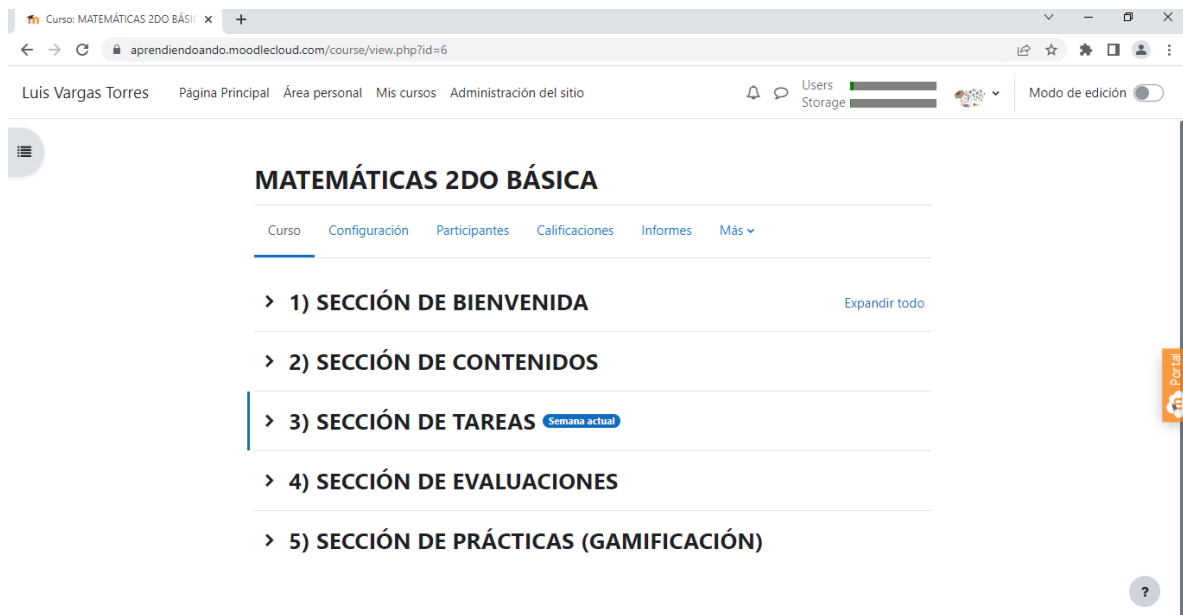 Curso: MATEMÁTICAS 2DO BÁSIC
aprendiendoando.moodlecloud.com/course/view.php?id=6
Luis Vargas Torres Página Principal Área personal Mis cursos Administración del sitio Users Modo de edición
Storage
MATEMÁTICAS 2DO BÁSICA
Curso Configuración Participantes Calificaciones Informes Más
1) SECCIÓN DE BIENVENIDA Expandir todo
2) SECCIÓN DE CONTENIDOS
3) SECCIÓN DE TAREAS Semana actual
4) SECCIÓN DE EVALUACIONES
5) SECCIÓN DE PRÁCTICAS (GAMIFICACIÓN)
Portal
?